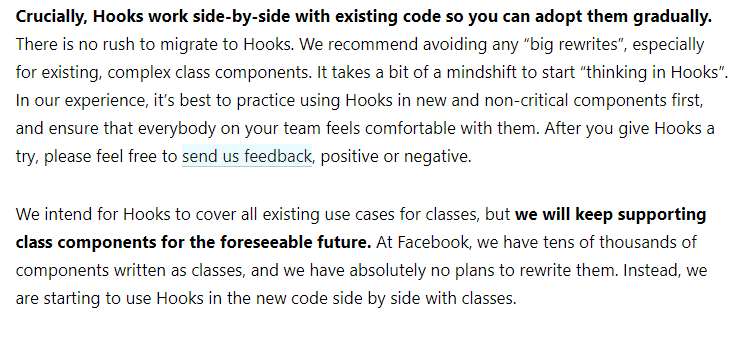 Crucially, Hooks work side-by-side with existing code so you can adopt them gradually.
There is no rush to migrate to Hooks. We recommend avoiding any “big rewrites”, especially
for existing, complex class components. It takes a bit of a mindshift to start “thinking in Hooks”.
In our experience, it’s best to practice using Hooks in new and non-critical components first,
and ensure that everybody on your team feels comfortable with them. After you give Hooks a
try, please feel free to send us feedback, positive or negative.
We intend for Hooks to cover all existing use cases for classes, but we will keep supporting
class components for the foreseeable future. At Facebook, we have tens of thousands of
components written as classes, and we have absolutely no plans to rewrite them. Instead, we
are starting to use Hooks in the new code side by side with classes.